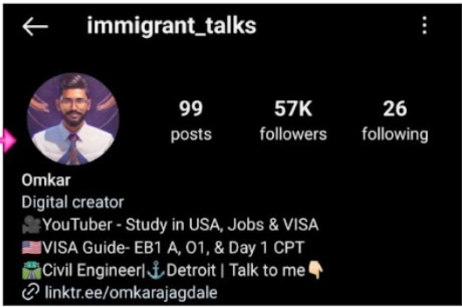 immigrant_talks
99 57K 26
posts followers following
Omkar
Digital creator
🎥YouTuber - Study in USA, Jobs & VISA
🇺🇸VISA Guide- EB1 A, O1, & Day 1 CPT
🛣️Civil Engineer|⚓Detroit | Talk to me👇🏼
linktr.ee/omkarajagdale